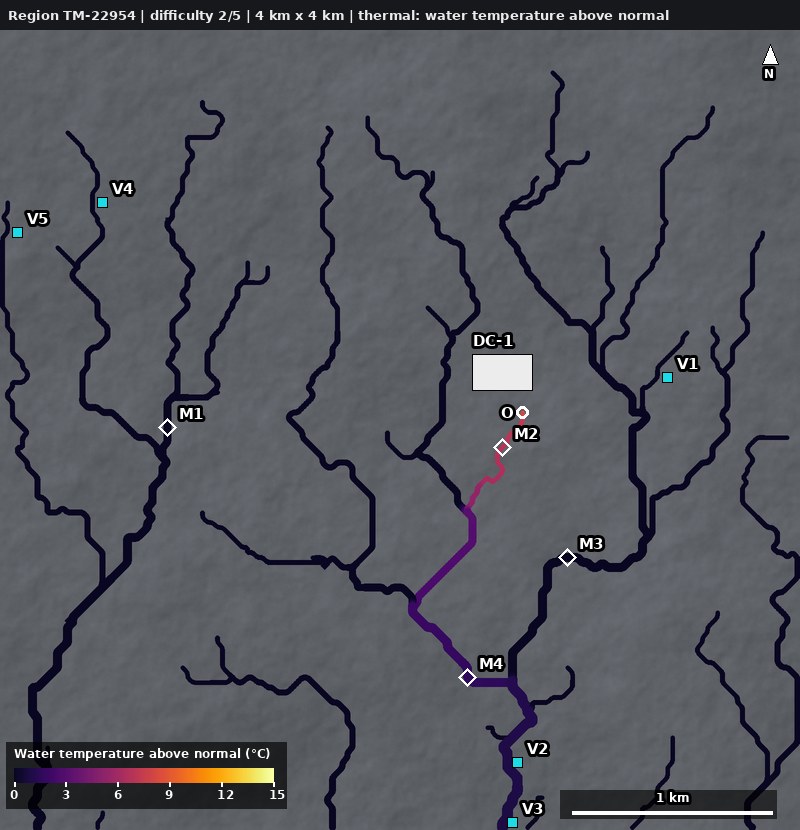 Region TM-22954 | difficulty 2/5 | 4 km x 4 km | thermal: water temperature above normal
N
V4
V5
DC-1
V1
O
M1
M2
M3
M4
V2
Water temperature above normal (°C)
0 3 6 9 12 15
1 km
V3